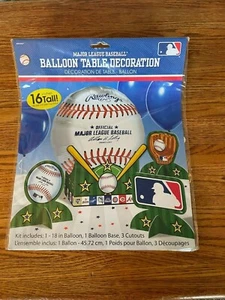 MAJOR LEAGUE BASEBALL
BALLOON TABLE DECORATION
DÉCORATION DE TABLE - BALLON
16" Tall!
Rawlings
OFFICIAL
MAJOR LEAGUE BASEBALL
Kit includes: 1 - 18 in Balloon, 1 Balloon Base, 3 Cutouts
L'ensemble inclus: 1 Ballon - 45.72 cm, 1 Poids pour Ballon, 3 Découpages